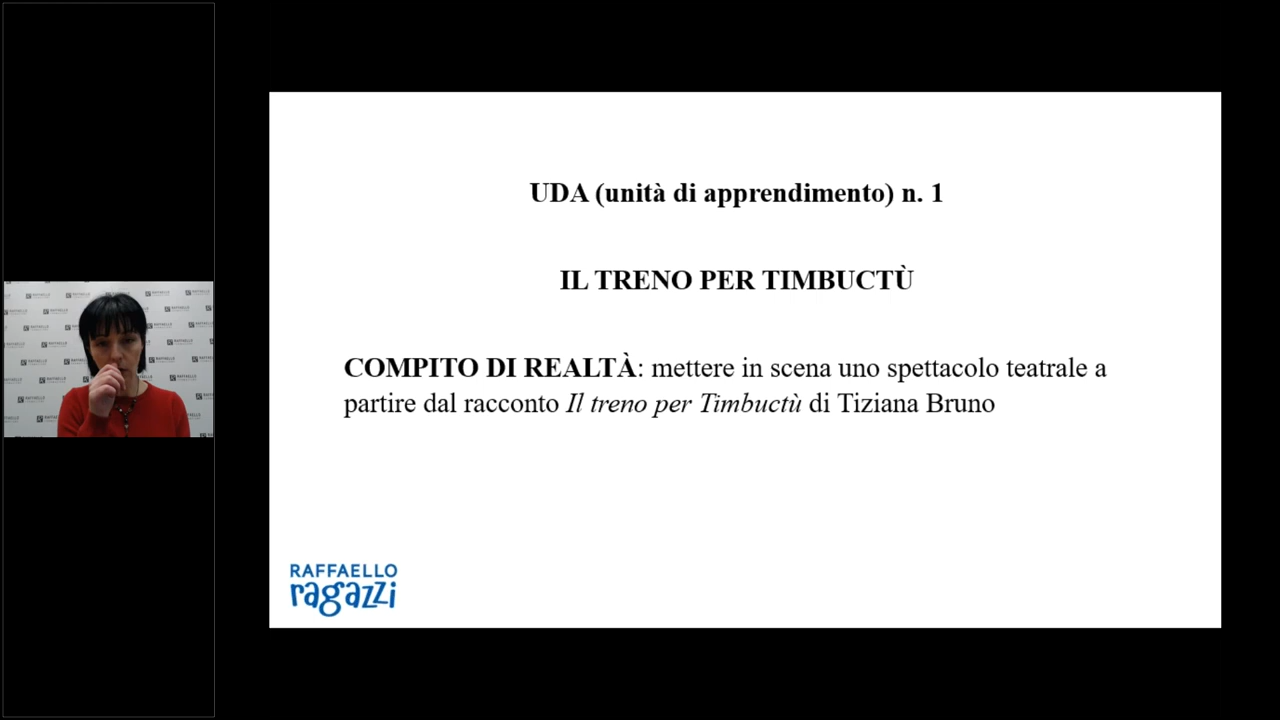 UDA (unità di apprendimento) n. 1
IL TRENO PER TIMBUCTÙ
COMPITO DI REALTÀ: mettere in scena uno spettacolo teatrale a
partire dal racconto Il treno per Timbuctù di Tiziana Bruno
RAFFAELLO
ragazzi